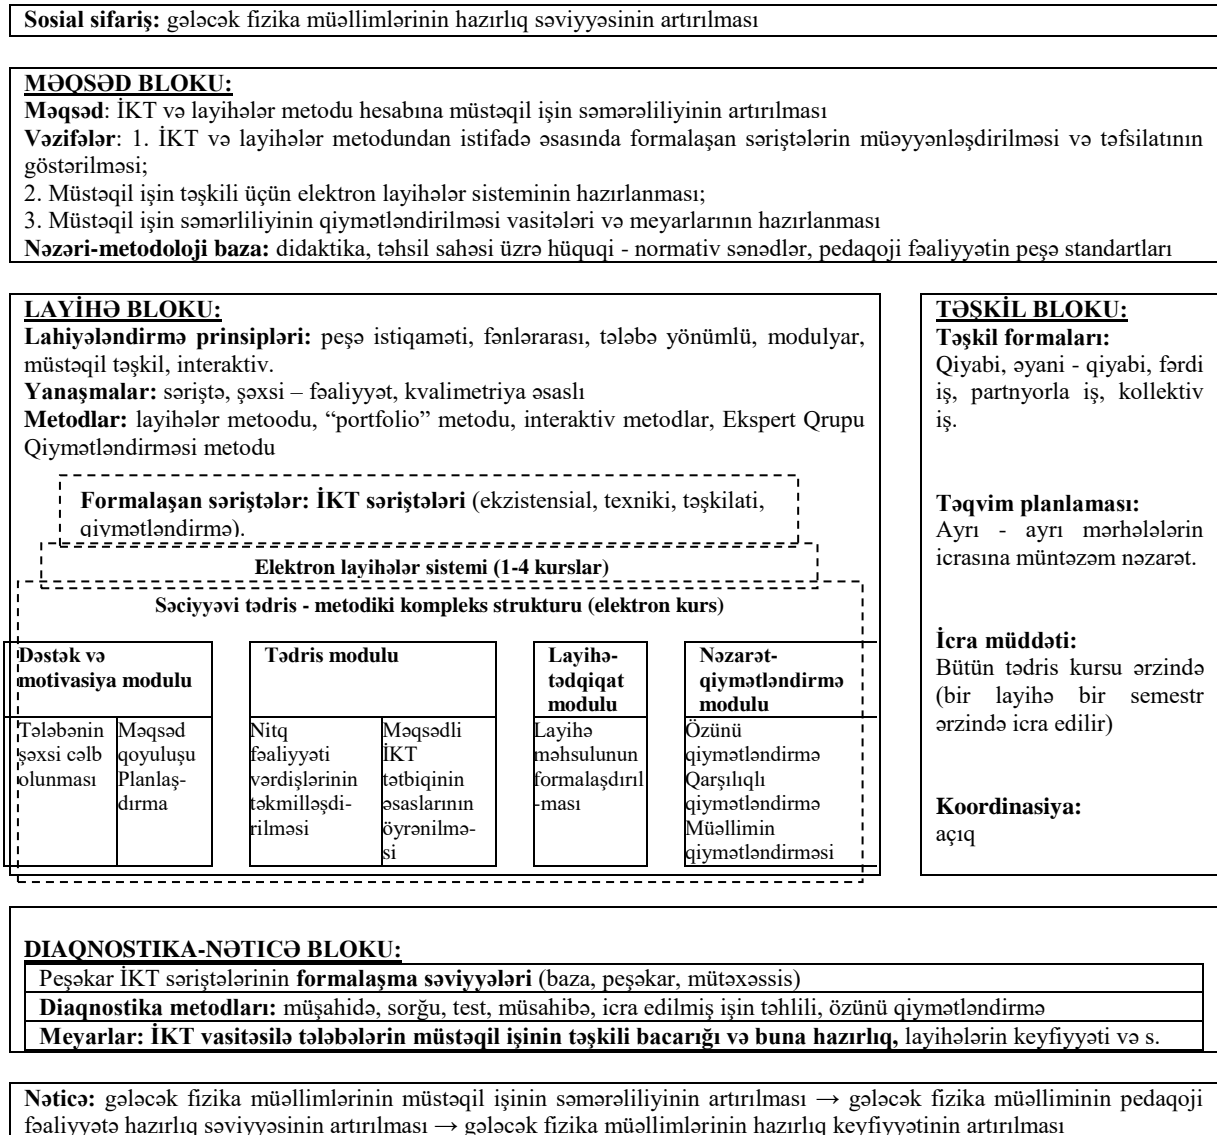 Sosial sifariş: gələcək fizika müəllimlərinin hazırlıq səviyyəsinin artırılması
MƏQSƏD BLOKU:
Məqsəd: İKT və layihələr metodu hesabına müstəqil işin səmərəliliyinin artırılması
Vəzifələr: 1. İKT və layihələr metodundan istifadə əsasında formalaşan səriştələrin müəyyənləşdirilməsi və təfsilatının
göstərilməsi;
2. Müstəqil işin təşkili üçün elektron layihələr sisteminin hazırlanması;
3. Müstəqil işin səmərliliyinin qiymətləndirilməsi vasitələri və meyarlarının hazırlanması
Nəzəri-metodoloji baza: didaktika, təhsil sahəsi üzrə hüquqi - normativ sənədlər, pedaqoji fəaliyyətin peşə standartları
LAYİHƏ BLOKU:
Lahiyələndirmə prinsipləri: peşə istiqaməti, fənlərarası, tələbə yönümlü, modulyar,
müstəqil təşkil, interaktiv.
Yanaşmalar: səriştə, şəxsi – fəaliyyət, kvalimetriya əsaslı
Metodlar: layihələr metoodu, “portfolio” metodu, interaktiv metodlar, Ekspert Qrupu
Qiymətləndirməsi metodu
Formalaşan səriştələr: İKT səriştələri (ekzistensial, texniki, təşkilati,
qiymətləndirmə).
Elektron layihələr sistemi (1-4 kurslar)
Səciyyəvi tədris - metodiki kompleks strukturu (elektron kurs)
Dəstək və
motivasiya modulu
Tələbənin
şəxsi cəlb
olunması
Məqsəd
qoyuluşu
Planlaş-
dırma
Tədris modulu
Nitq
fəaliyyəti
vərdişlərinin
təkmilləşdi-
rilməsi
Məqsədli
İKT
tətbiqinin
əsaslarının
öyrənilmə-
si
Layihə-
tədqiqat
modulu
Layihə
məhsulunun
formalaşdırıl
-ması
Nəzarət-
qiymətləndirmə
modulu
Özünü
qiymətləndirmə
Qarşılıqlı
qiymətləndirmə
Müəllimin
qiymətləndirməsi
TƏŞKİL BLOKU:
Təşkil formaları:
Qiyabi, əyani - qiyabi, fərdi
iş, partnyorla iş, kollektiv
iş.
Təqvim planlaması:
Ayrı - ayrı mərhələlərin
icrasına müntəzəm nəzarət.
İcra müddəti:
Bütün tədris kursu ərzində
(bir layihə bir semestr
ərzində icra edilir)
Koordinasiya:
açıq
DIAQNOSTIKA-NƏTICƏ BLOKU:
Peşəkar İKT səriştələrinin formalaşma səviyyələri (baza, peşəkar, mütəxəssis)
Diaqnostika metodları: müşahidə, sorğu, test, müsahibə, icra edilmiş işin təhlili, özünü qiymətləndirmə
Meyarlar: İKT vasitəsilə tələbələrin müstəqil işinin təşkili bacarığı və buna hazırlıq, layihələrin keyfiyyəti və s.
Nəticə: gələcək fizika müəllimlərinin müstəqil işinin səmərəliliyinin artırılması → gələcək fizika müəlliminin pedaqoji
fəaliyyətə hazırlıq səviyyəsinin artırılması → gələcək fizika müəllimlərinin hazırlıq keyfiyyətinin artırılması